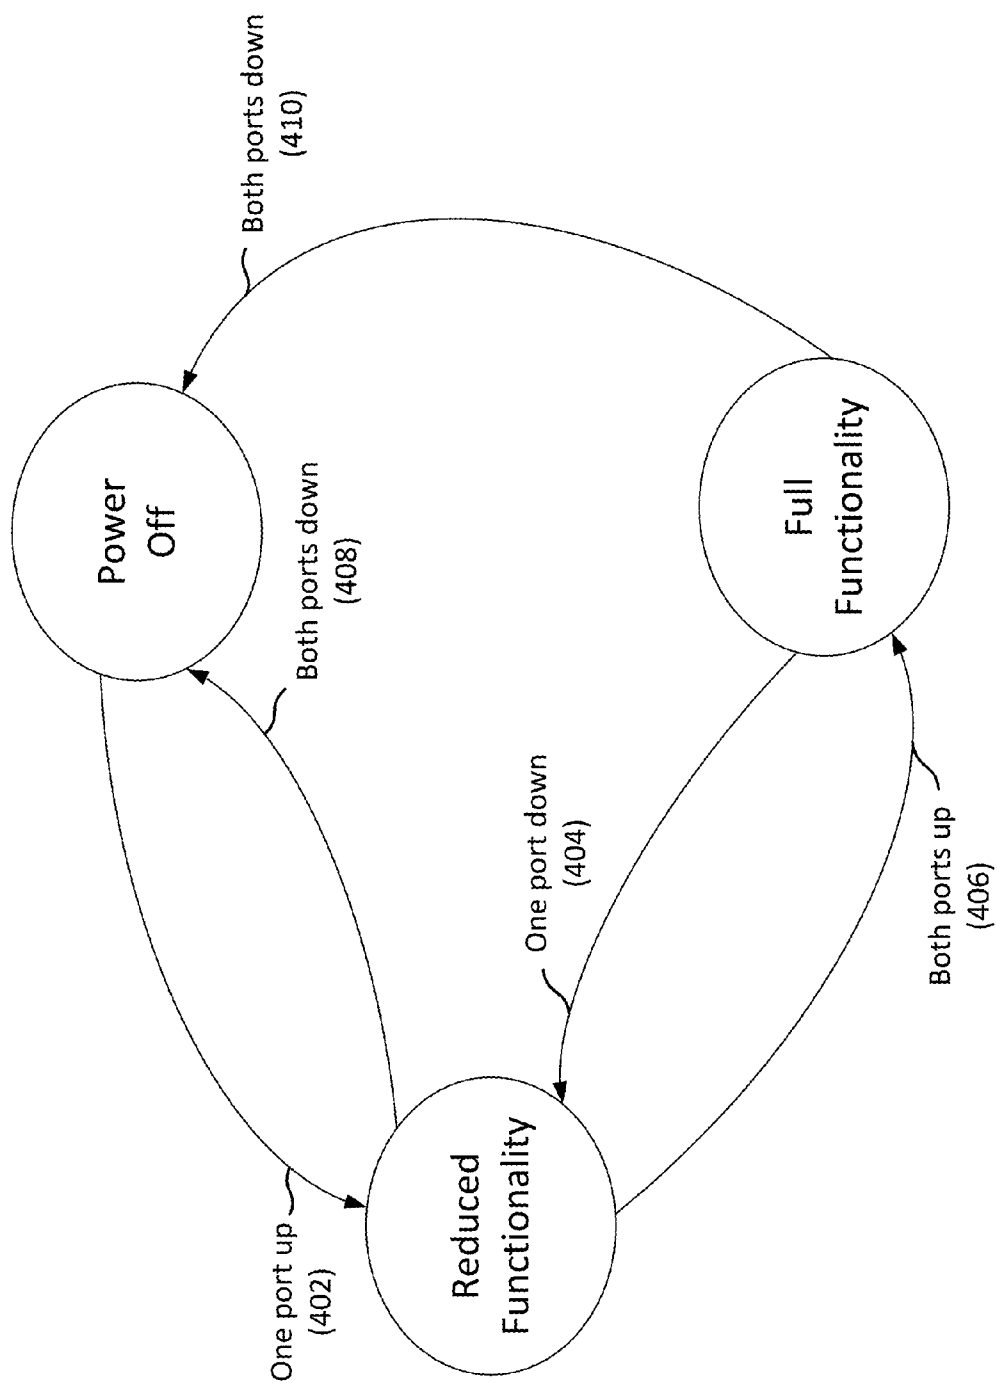 Power
Off
One port up
(402)
Both ports down
(408)
Both ports down
(410)
Reduced
Functionality
One port down
(404)
Full
Functionality
Both ports up
(406)